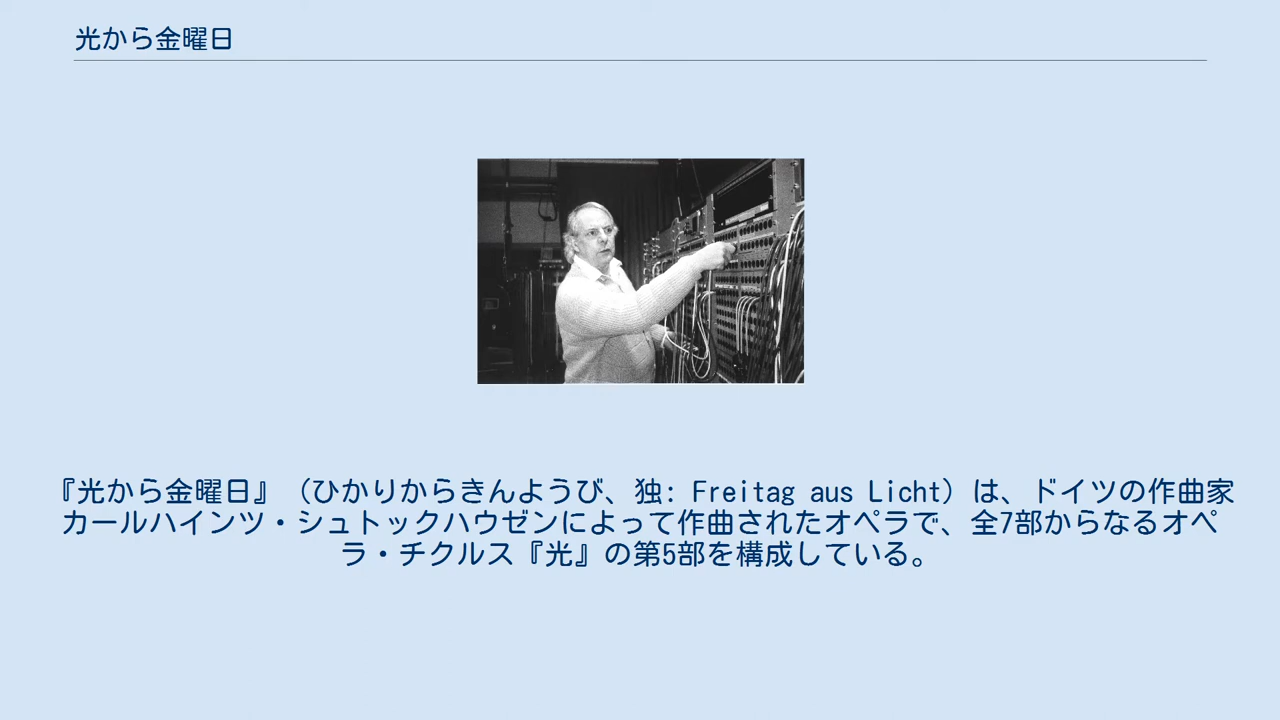 光から金曜日
『光から金曜日』（ひかりからきんようび、独: Freitag aus Licht）は、ドイツの作曲家
カールハインツ・シュトックハウゼンによって作曲されたオペラで、全7部からなるオペ
ラ・チクルス『光』の第5部を構成している。